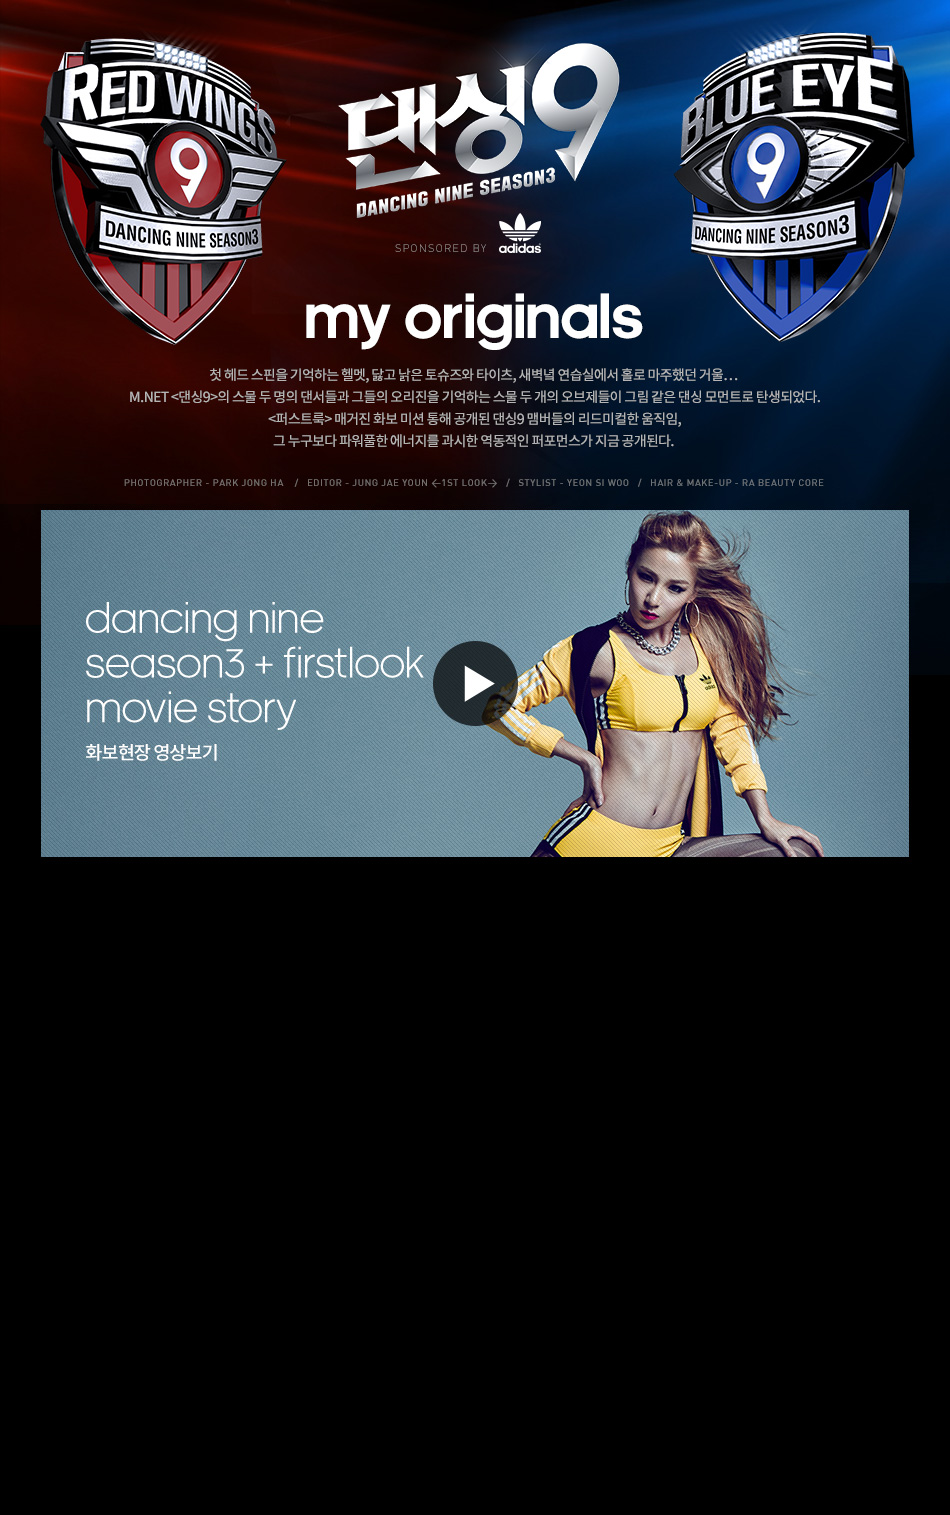 RED WINGS
9
DANCING NINE SEASON3
댄싱9
DANCING NINE SEASON3
SPONSORED BY adidas
BLUE EYE
9
DANCING NINE SEASON3
my originals
첫 헤드 스핀을 기억하는 헬멧, 닳고 낡은 토슈즈와 타이츠, 새벽녘 연습실에서 홀로 마주했던 거울...
M.NET <댄싱9>의 스물 두 명의 댄서들과 그들의 오리진을 기억하는 스물 두 개의 오브제들이 그림 같은 댄싱 모먼트로 탄생되었다.
<퍼스트룩> 매거진 화보 미션 통해 공개된 댄싱9 맴버들의 리드미컬한 움직임,
그 누구보다 파워풀한 에너지를 과시한 역동적인 퍼포먼스가 지금 공개된다.
PHOTOGRAPHER - PARK JONG HA / EDITOR - JUNG JAE YOUN <1ST LOOK> / STYLIST - YEON SI WOO / HAIR & MAKE-UP - RA BEAUTY CORE
dancing nine
season3 + firstlook
movie story
화보현장 영상보기
adidas